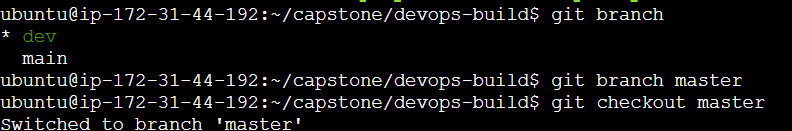 ubuntu@ip-172-31-44-192:~/capstone/devops-build$ git branch
* dev
  main
ubuntu@ip-172-31-44-192:~/capstone/devops-build$ git branch master
ubuntu@ip-172-31-44-192:~/capstone/devops-build$ git checkout master
Switched to branch 'master'